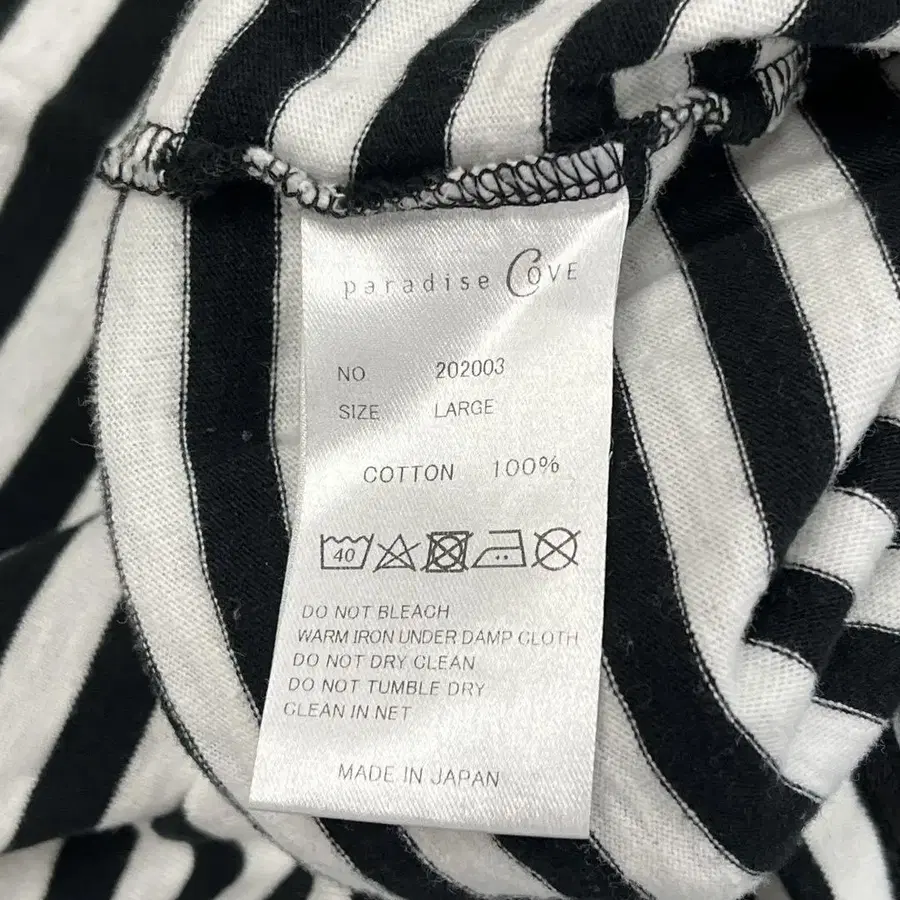 paradise COVE
NO 202003
SIZE LARGE
COTTON 100%
40
DO NOT BLEACH
WARM IRON UNDER DAMP CLOTH
DO NOT DRY CLEAN
DO NOT TUMBLE DRY
CLEAN IN NET
MADE IN JAPAN